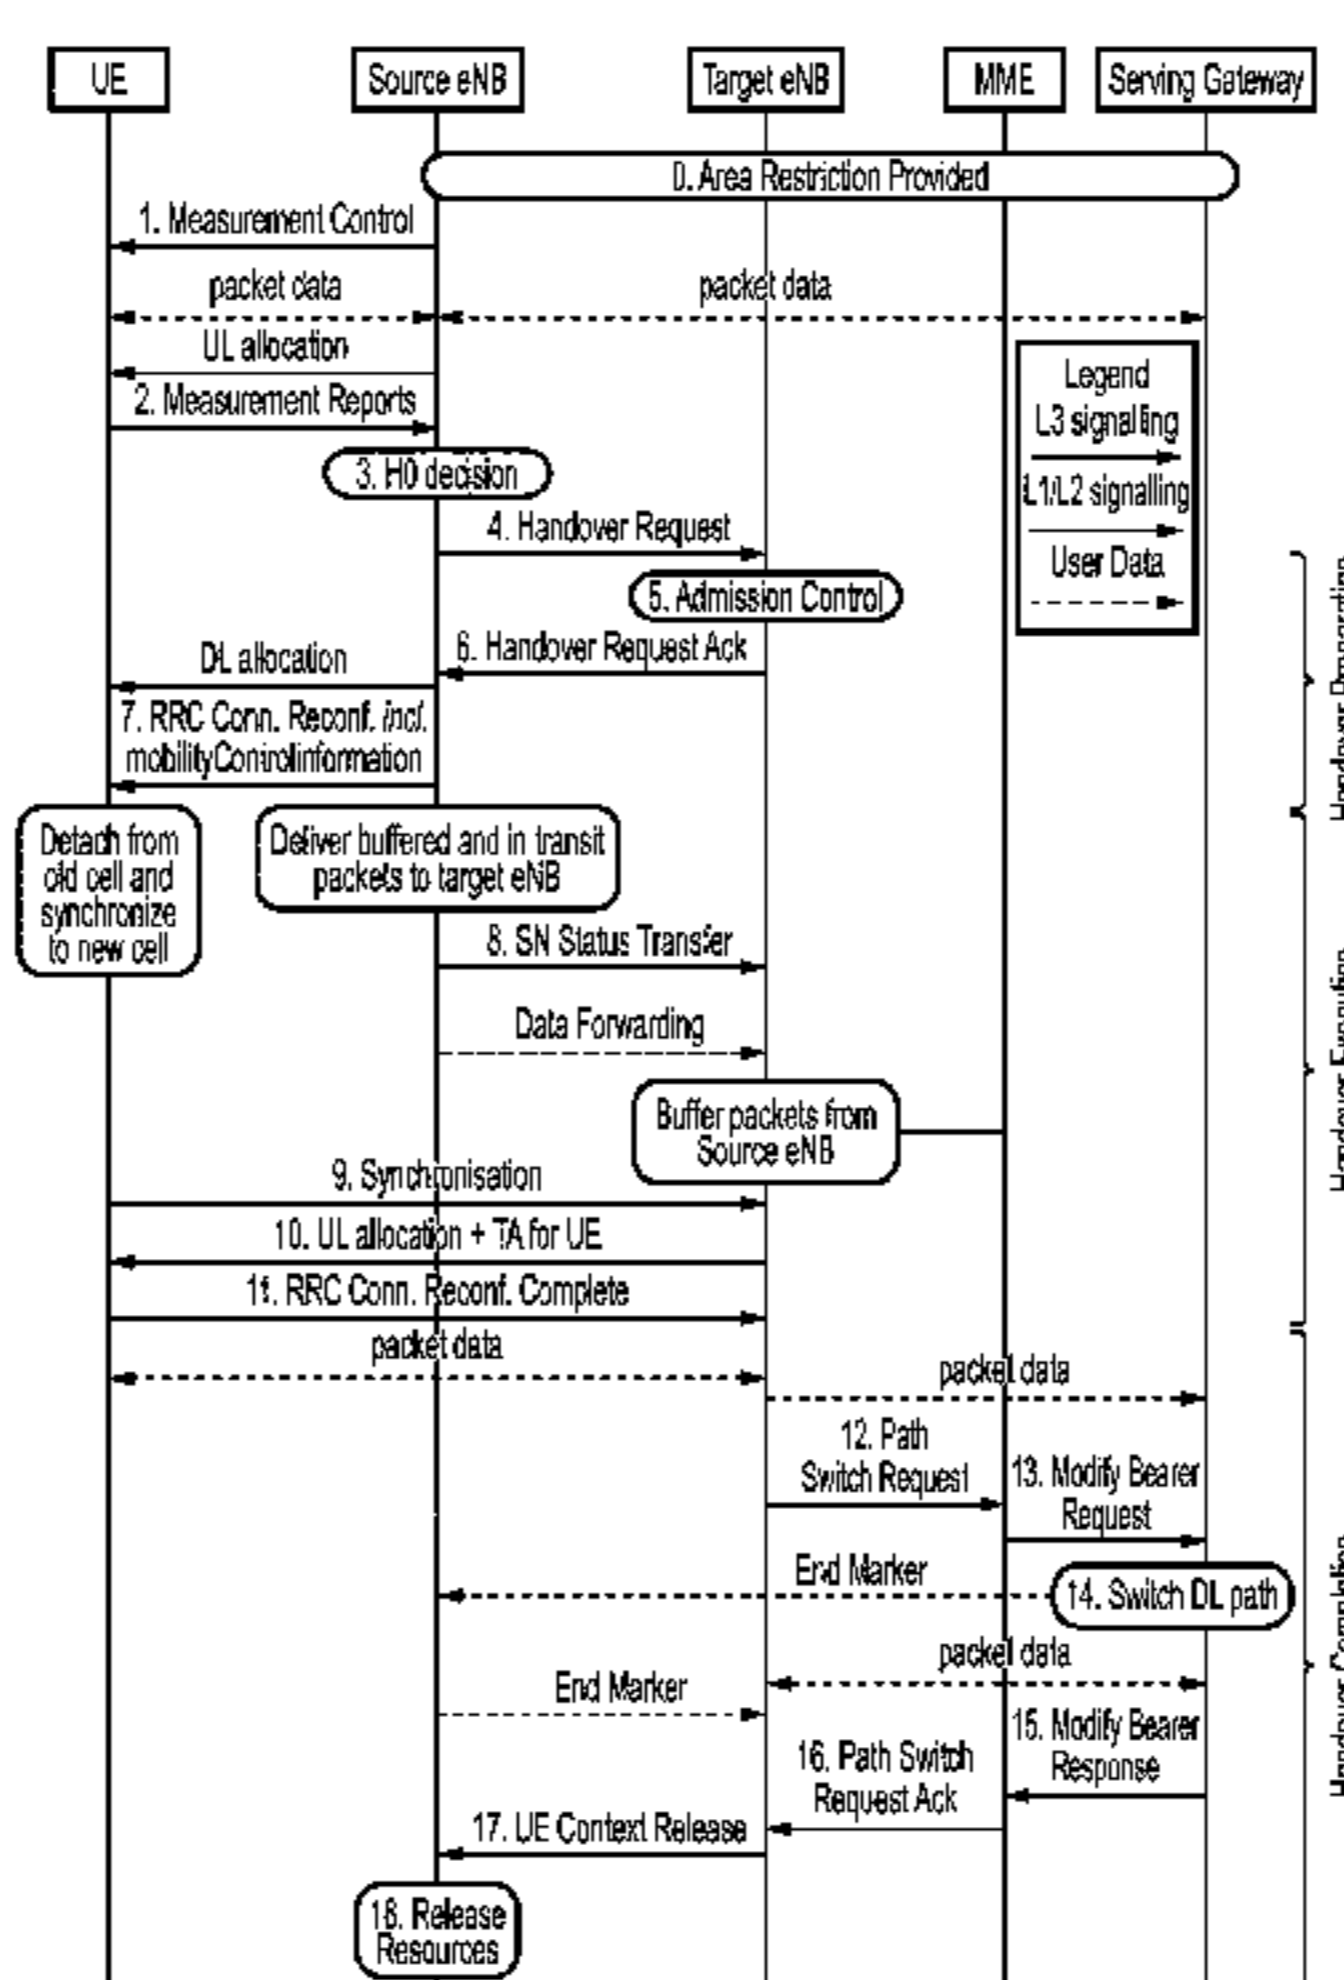 UE
Source eNB
Target eNB
MME
Serving Gateway
0. Area Restriction Provided
1. Measurement Control
packet data
packet data
UL allocation
2. Measurement Reports
Legend
L3 signalling
L1/L2 signalling
User Data
3. HO decision
4. Handover Request
5. Admission Control
6. Handover Request Ack
DL allocation
7. RRC Conn. Reconf. incl.
mobilityControlinformation
Handover Preparation
Detach from
old cell and
synchronize
to new cell
Deliver buffered and in transit
packets to target eNB
8. SN Status Transfer
Data Forwarding
Buffer packets from
Source eNB
9. Synchronisation
10. UL allocation + TA for UE
11. RRC Conn. Reconf. Complete
Handover Execution
packet data
packet data
12. Path
Switch Request
13. Modify Bearer
Request
End Marker
14. Switch DL path
packet data
End Marker
15. Modify Bearer
Response
16. Path Switch
Request Ack
17. UE Context Release
18. Release
Resources
Handover Completion